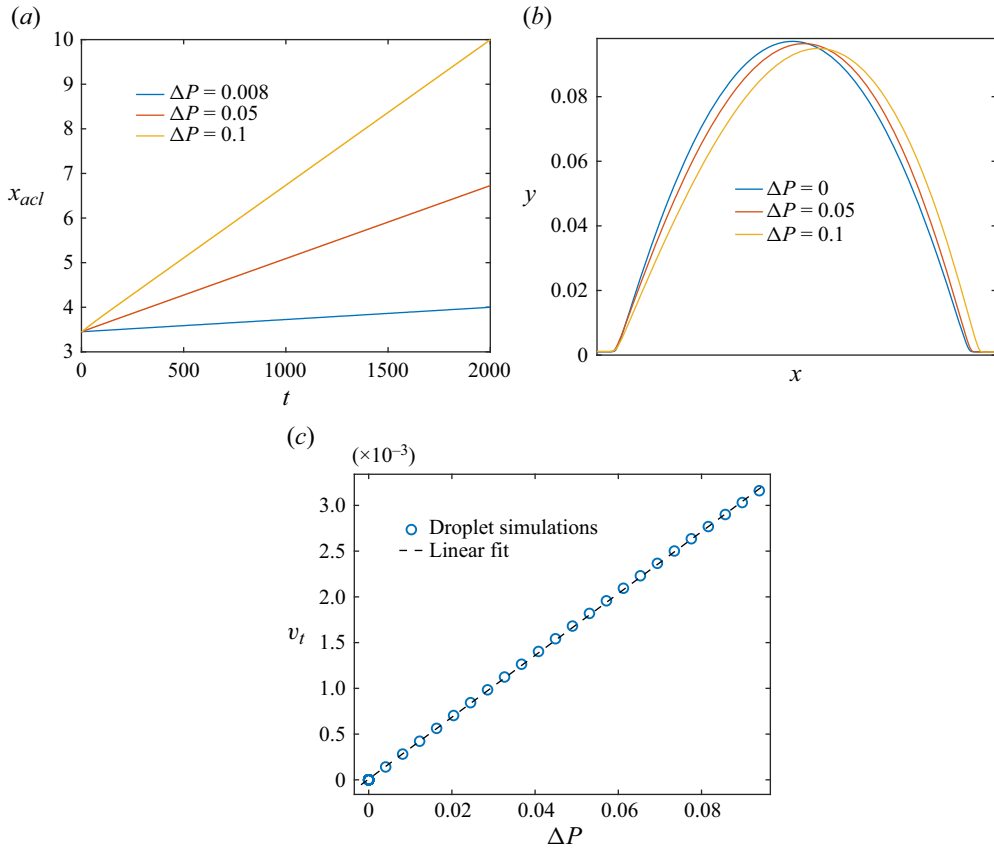 (a)
10
9
8
7
6
5
4
3
x_acl
ΔP = 0.008
ΔP = 0.05
ΔP = 0.1
0
500
1000
1500
2000
t
(b)
0.08
0.06
0.04
0.02
0
y
ΔP = 0
ΔP = 0.05
ΔP = 0.1
x
(c)
(×10⁻³)
3.0
2.5
2.0
1.5
1.0
0.5
0
v_t
Droplet simulations
Linear fit
0
0.02
0.04
0.06
0.08
ΔP